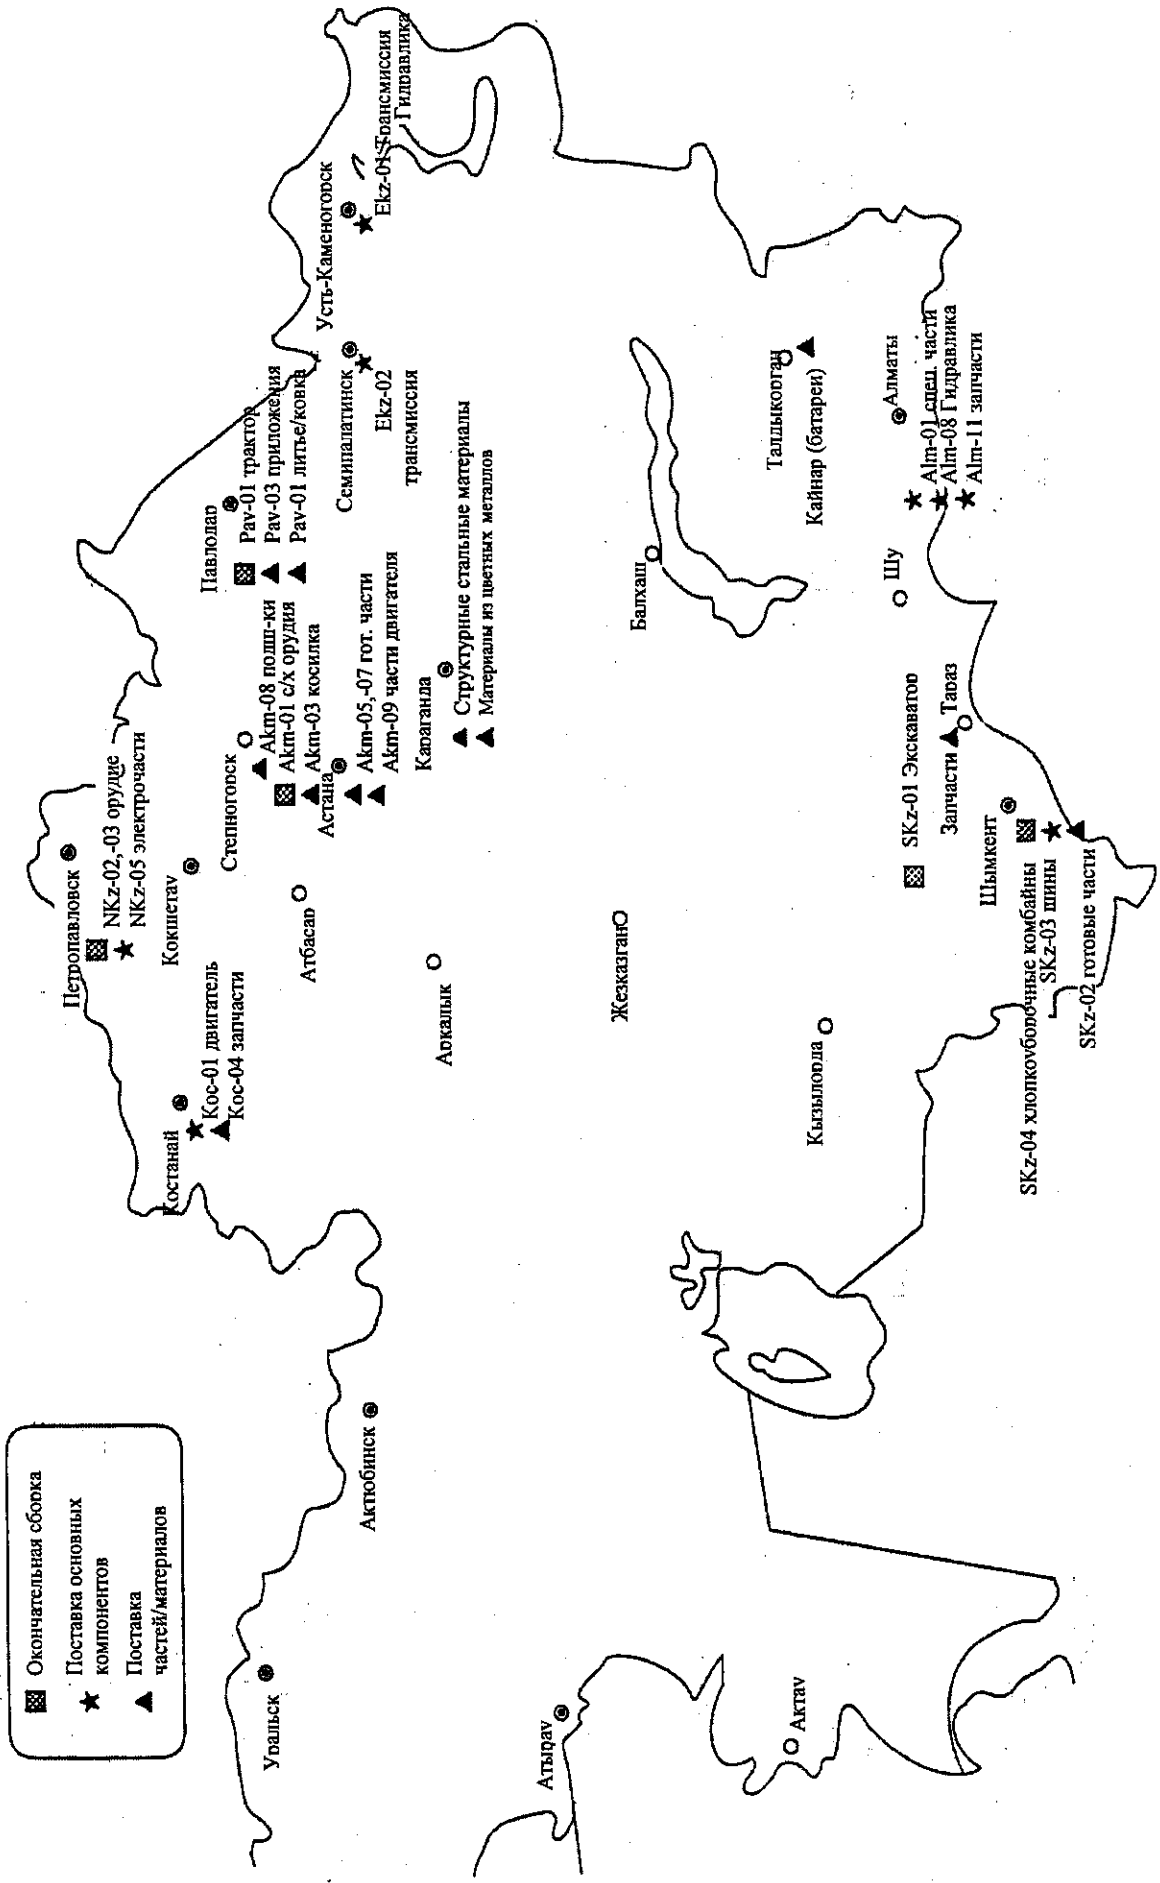 Окончательная сборка
Поставка основных
компонентов
Поставка
частей/материалов
Уральск
Атырау
Актау
Актюбинск
Костанай
Кос-01 двигатель
Кос-04 запчасти
Петропавловск
NKz-02,-03 орудие
NKz-05 электрочасти
Кокшетау
Степногорск
Akm-08 подш-ки
Akm-01 с/х орудия
Akm-03 косилка
Астана
Akm-05,-07 гот. части
Akm-09 части двигателя
Атбасар
Аркалык
Жезказган
Караганда
Структурные стальные материалы
Материалы из цветных металлов
Павлодар
Pav-01 трактор
Pav-03 приложения
Pav-01 литье/ковка
Семипалатинск
Ekz-02
трансмиссия
Усть-Каменогорск
Ekz-01 Трансмиссия
Гидравлика
Балхаш
Талдыкорган
Кайнар (батареи)
Алматы
Alm-01 спец. части
Alm-08 Гидравлика
Alm-11 запчасти
Шу
SKz-01 Экскаватор
Запчасти
Тараз
Шымкент
SKz-04 хлопкоуборочные комбайны
SKz-03 шины
SKz-02 готовые части
Кызылорда